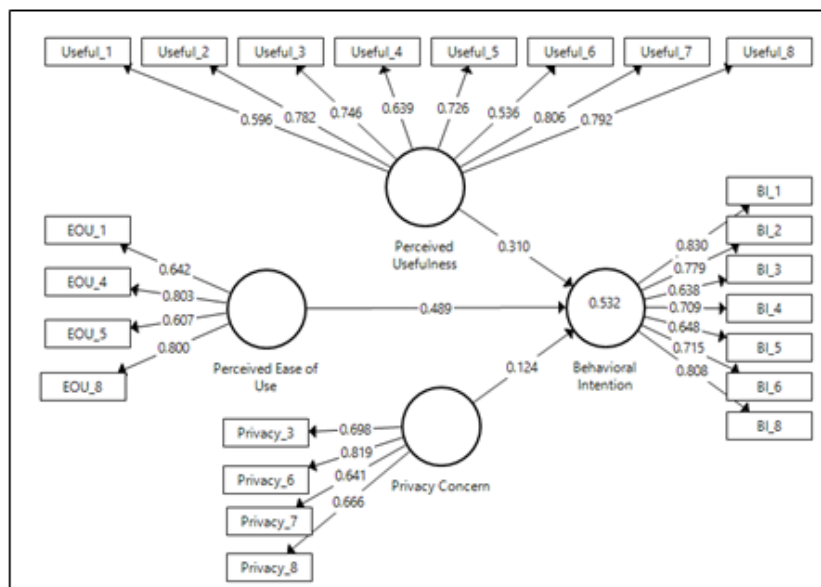 Useful_1 Useful_2 Useful_3 Useful_4 Useful_5 Useful_6 Useful_7 Useful_8
0.596 0.782 0.746 0.639 0.726 0.536 0.806 0.792
Perceived
Usefulness
0.310
EOU_1
EOU_4
EOU_5
EOU_8
0.642
0.803
0.607
0.800
Perceived Ease of
Use
0.489
Privacy_3
Privacy_6
Privacy_7
Privacy_8
0.698
0.819
0.641
0.666
Privacy Concern
0.124
0.532
Behavioral
Intention
0.830
0.779
0.638
0.709
0.648
0.715
0.808
BI_1
BI_2
BI_3
BI_4
BI_5
BI_6
BI_8